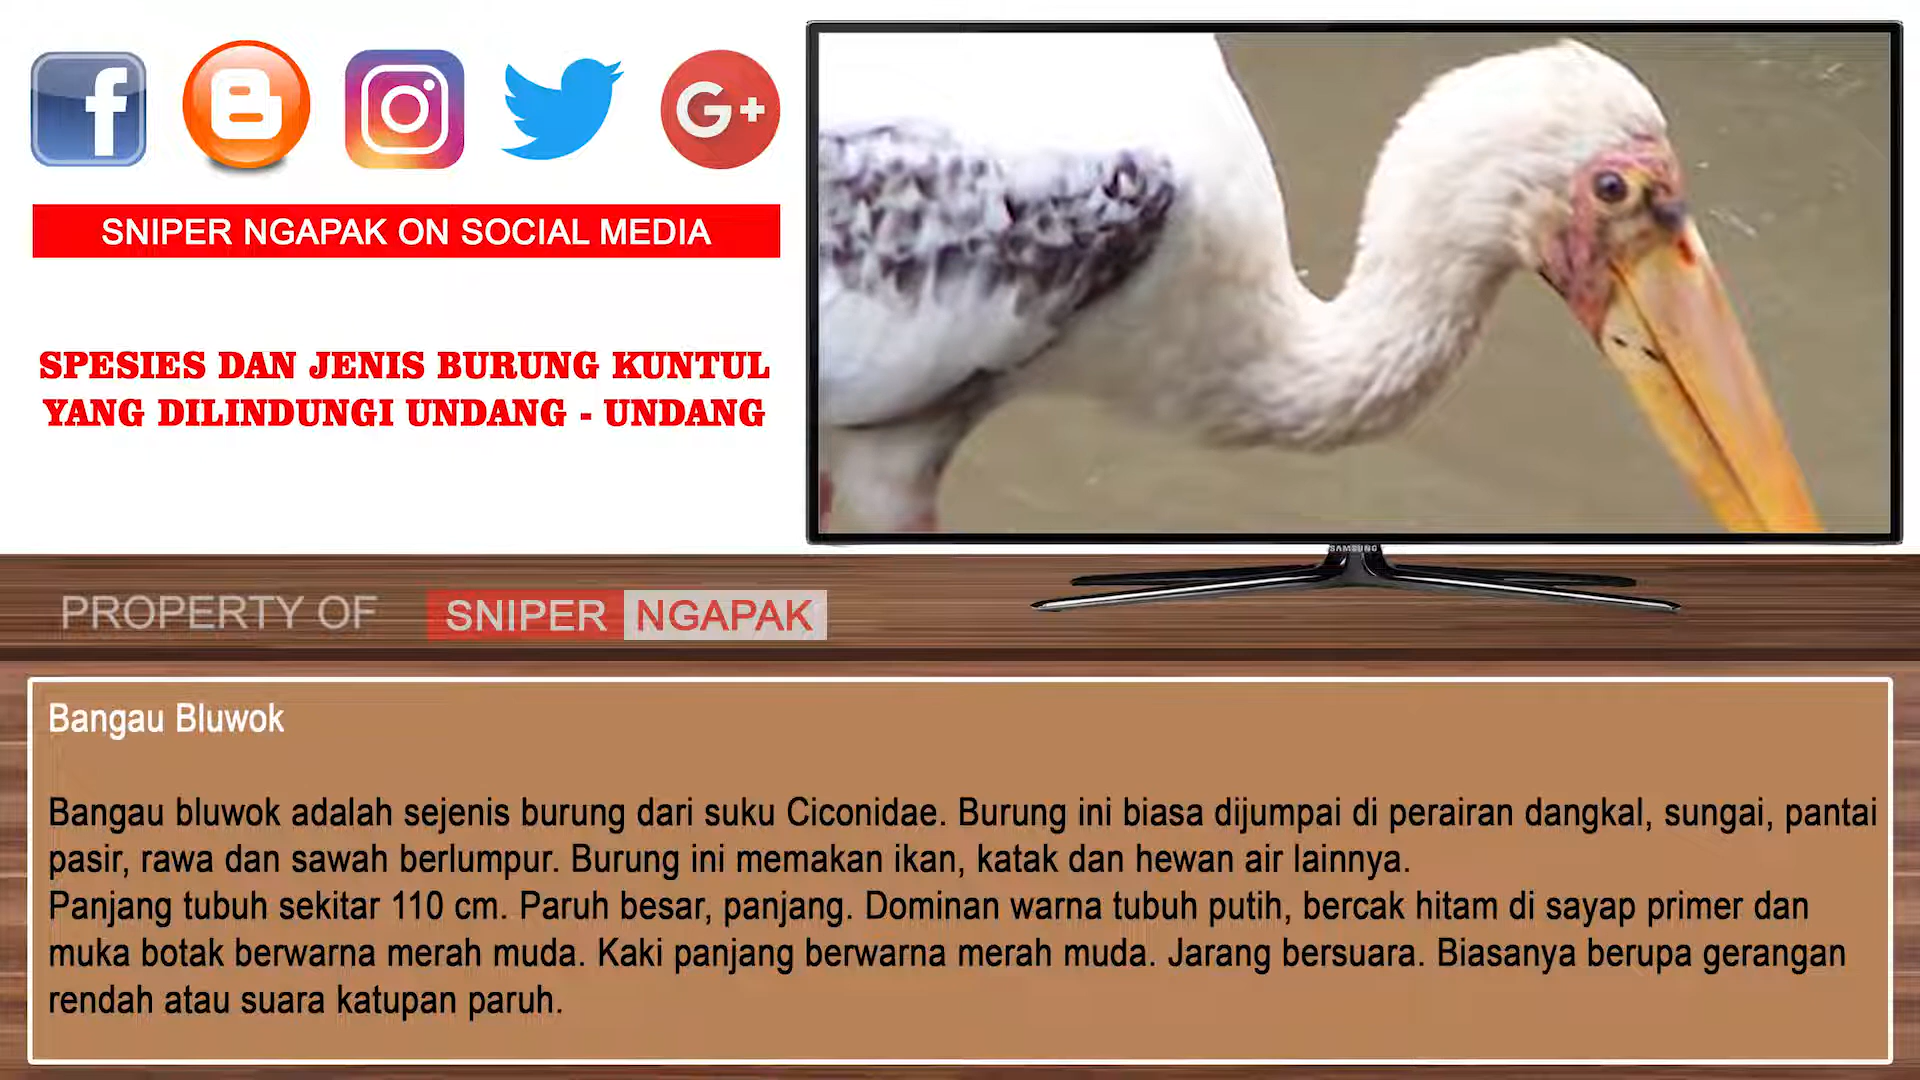 SNIPER NGAPAK ON SOCIAL MEDIA
SPESIES DAN JENIS BURUNG KUNTUL
YANG DILINDUNGI UNDANG - UNDANG
SAMSUNG
PROPERTY OF SNIPER NGAPAK
Bangau Bluwok
Bangau bluwok adalah sejenis burung dari suku Ciconidae. Burung ini biasa dijumpai di perairan dangkal, sungai, pantai
pasir, rawa dan sawah berlumpur. Burung ini memakan ikan, katak dan hewan air lainnya.
Panjang tubuh sekitar 110 cm. Paruh besar, panjang. Dominan warna tubuh putih, bercak hitam di sayap primer dan
muka botak berwarna merah muda. Kaki panjang berwarna merah muda. Jarang bersuara. Biasanya berupa gerangan
rendah atau suara katupan paruh.